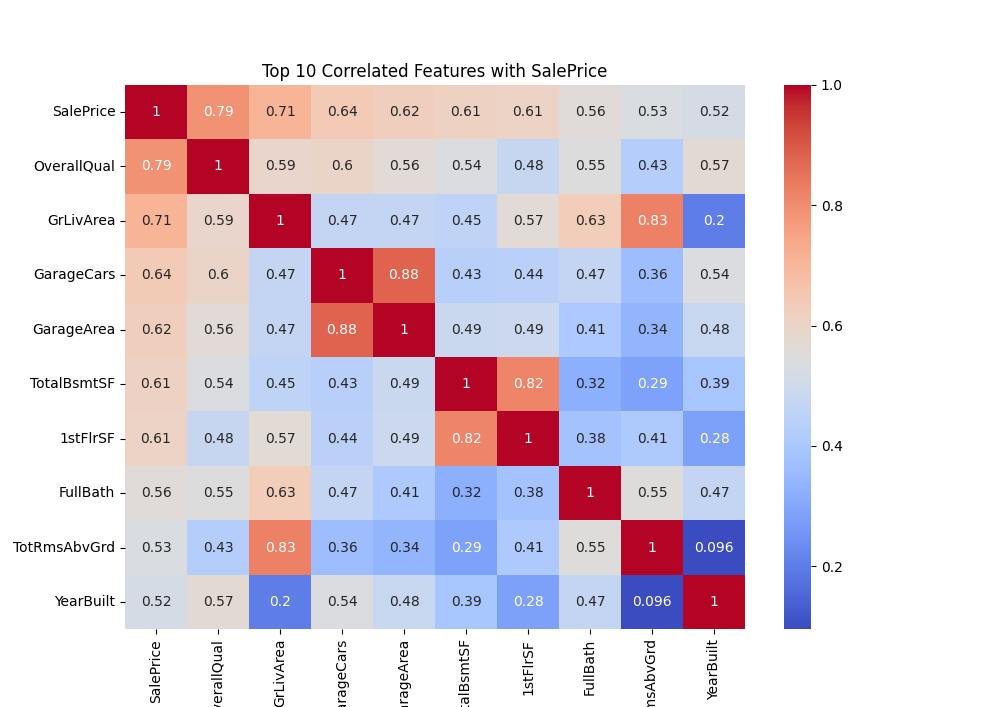 Top 10 Correlated Features with SalePrice
SalePrice 1 0.79 0.71 0.64 0.62 0.61 0.61 0.56 0.53 0.52
OverallQual 0.79 1 0.59 0.6 0.56 0.54 0.48 0.55 0.43 0.57
GrLivArea 0.71 0.59 1 0.47 0.47 0.45 0.57 0.63 0.83 0.2
GarageCars 0.64 0.6 0.47 1 0.88 0.43 0.44 0.47 0.36 0.54
GarageArea 0.62 0.56 0.47 0.88 1 0.49 0.49 0.41 0.34 0.48
TotalBsmtSF 0.61 0.54 0.45 0.43 0.49 1 0.82 0.32 0.29 0.39
1stFlrSF 0.61 0.48 0.57 0.44 0.49 0.82 1 0.38 0.41 0.28
FullBath 0.56 0.55 0.63 0.47 0.41 0.32 0.38 1 0.55 0.47
TotRmsAbvGrd 0.53 0.43 0.83 0.36 0.34 0.29 0.41 0.55 1 0.096
YearBuilt 0.52 0.57 0.2 0.54 0.48 0.39 0.28 0.47 0.096 1
SalePrice
verallQual
GrLivArea
arageCars
arageArea
talBsmtSF
1stFlrSF
FullBath
msAbvGrd
YearBuilt
1.0
0.8
0.6
0.4
0.2